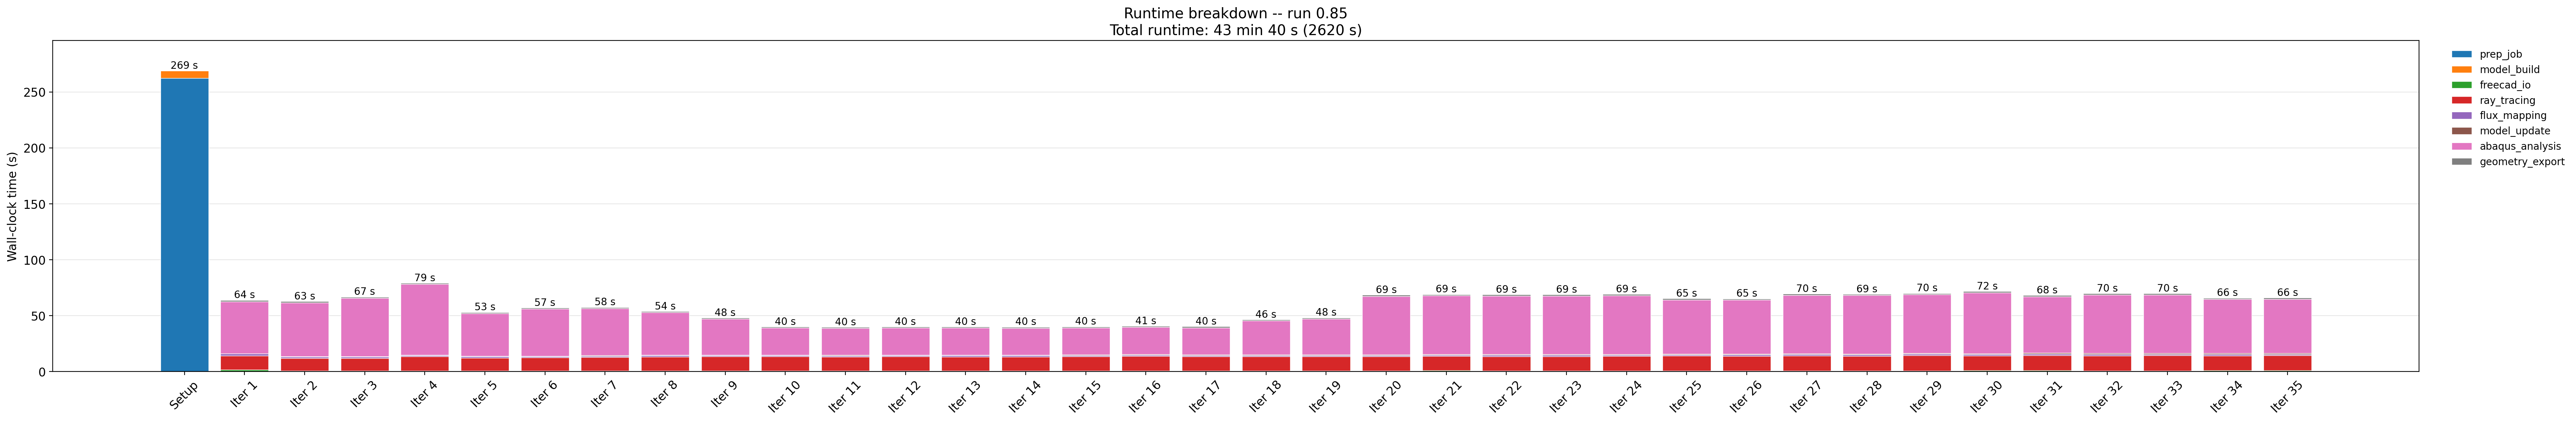 Runtime breakdown -- run 0.85
Total runtime: 43 min 40 s (2620 s)
Wall-clock time (s)
250
200
150
100
50
0
269 s
64 s
63 s
67 s
79 s
53 s
57 s
58 s
54 s
48 s
40 s
40 s
40 s
40 s
40 s
40 s
41 s
40 s
46 s
48 s
69 s
69 s
69 s
69 s
69 s
65 s
65 s
70 s
69 s
70 s
72 s
68 s
70 s
70 s
66 s
66 s
Setup
Iter 1
Iter 2
Iter 3
Iter 4
Iter 5
Iter 6
Iter 7
Iter 8
Iter 9
Iter 10
Iter 11
Iter 12
Iter 13
Iter 14
Iter 15
Iter 16
Iter 17
Iter 18
Iter 19
Iter 20
Iter 21
Iter 22
Iter 23
Iter 24
Iter 25
Iter 26
Iter 27
Iter 28
Iter 29
Iter 30
Iter 31
Iter 32
Iter 33
Iter 34
Iter 35
prep_job
model_build
freecad_io
ray_tracing
flux_mapping
model_update
abaqus_analysis
geometry_export